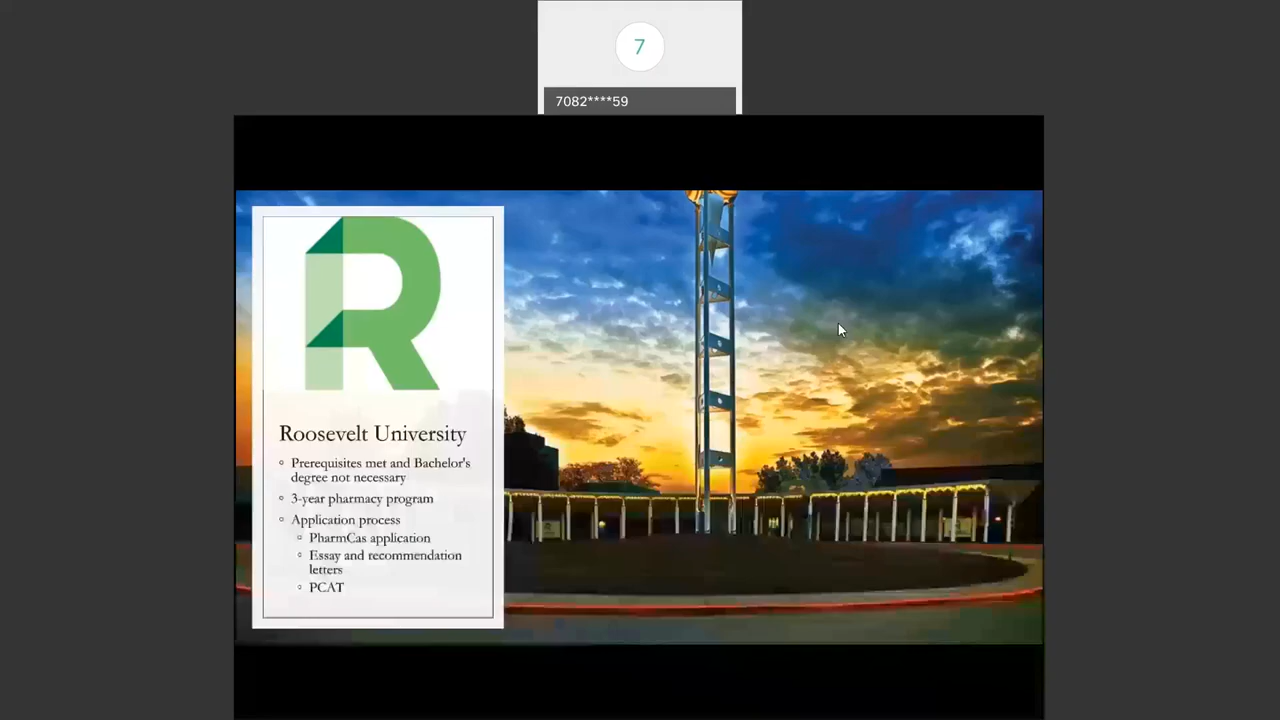 7
7082****59
R
Roosevelt University
Prerequisites met and Bachelor's
degree not necessary
3-year pharmacy program
Application process
PharmCas application
Essay and recommendation
letters
PCAT